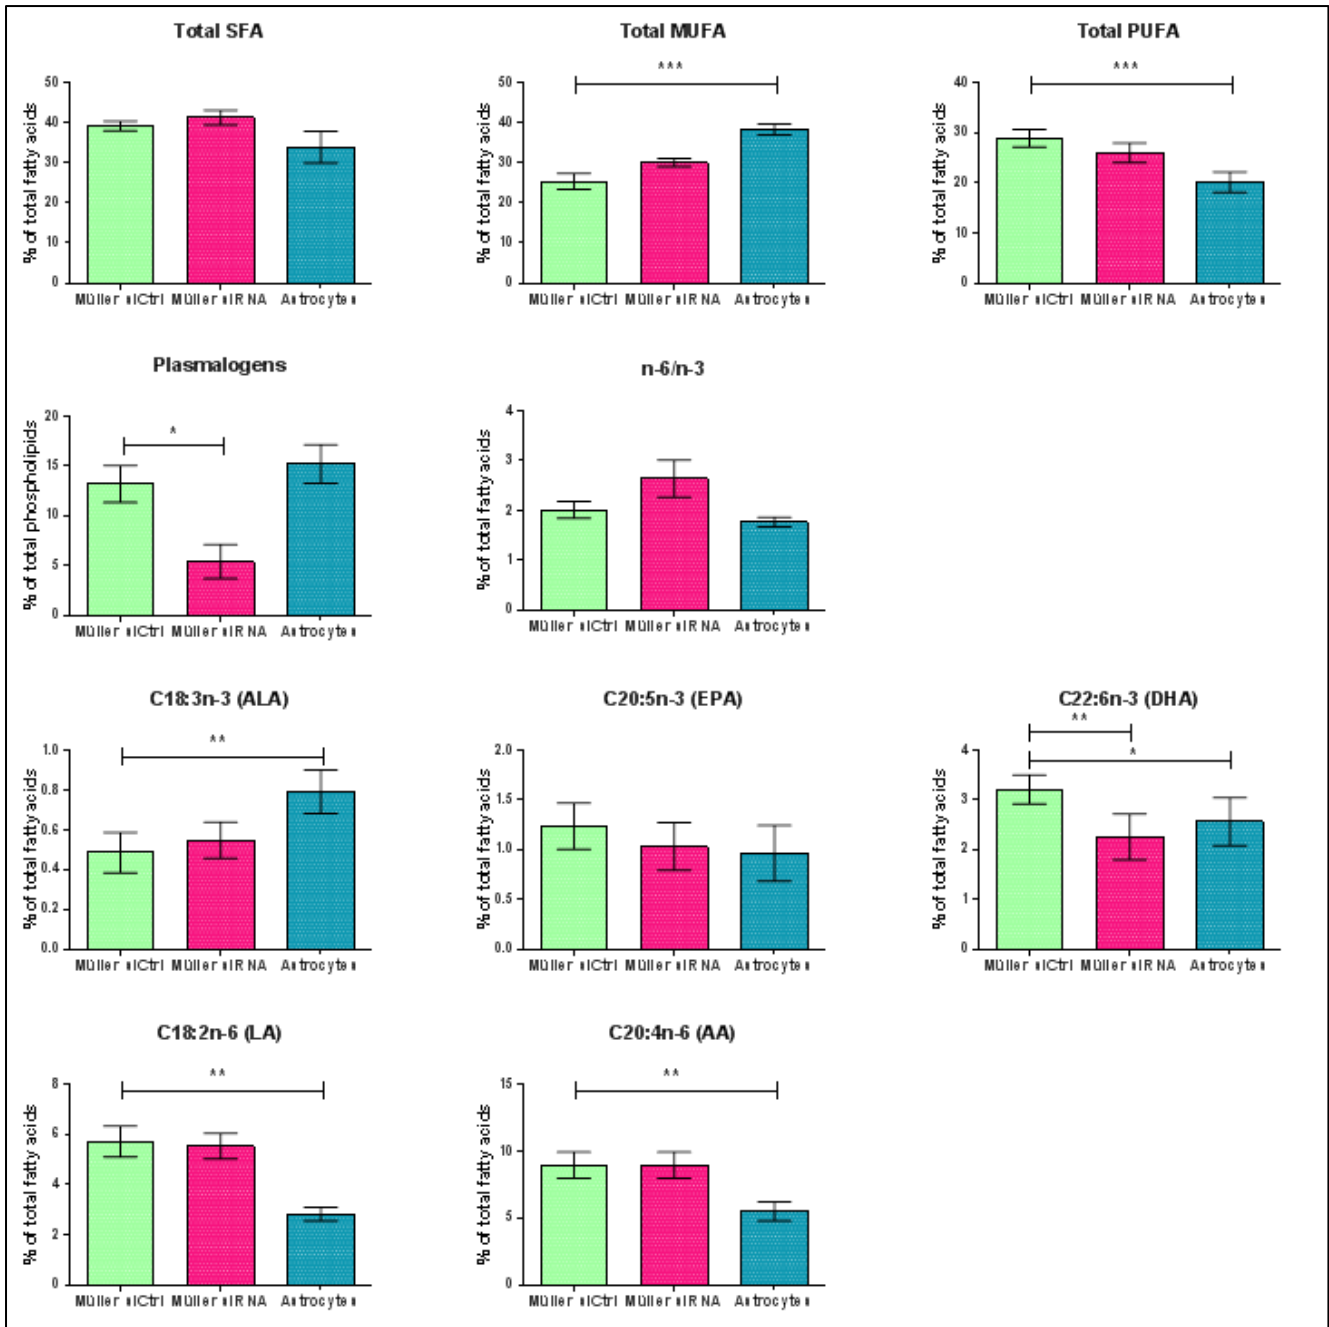 Total SFA
% of total fatty acids
50
40
30
20
10
0
Müller siCtrl Müller siRNA Astrocytes
Total MUFA
***
% of total fatty acids
50
40
30
20
10
0
Müller siCtrl Müller siRNA Astrocytes
Total PUFA
***
% of total fatty acids
40
30
20
10
0
Müller siCtrl Müller siRNA Astrocytes
Plasmalogens
*
% of total phospholipids
20
15
10
5
0
Müller siCtrl Müller siRNA Astrocytes
n-6/n-3
% of total fatty acids
4
3
2
1
0
Müller siCtrl Müller siRNA Astrocytes
C18:3n-3 (ALA)
**
% of total fatty acids
1.0
0.8
0.6
0.4
0.2
0.0
Müller siCtrl Müller siRNA Astrocytes
C20:5n-3 (EPA)
% of total fatty acids
2.0
1.5
1.0
0.5
0.0
Müller siCtrl Müller siRNA Astrocytes
C22:6n-3 (DHA)
**
*
% of total fatty acids
4
3
2
1
0
Müller siCtrl Müller siRNA Astrocytes
C18:2n-6 (LA)
**
% of total fatty acids
8
6
4
2
0
Müller siCtrl Müller siRNA Astrocytes
C20:4n-6 (AA)
**
% of total fatty acids
15
10
5
0
Müller siCtrl Müller siRNA Astrocytes